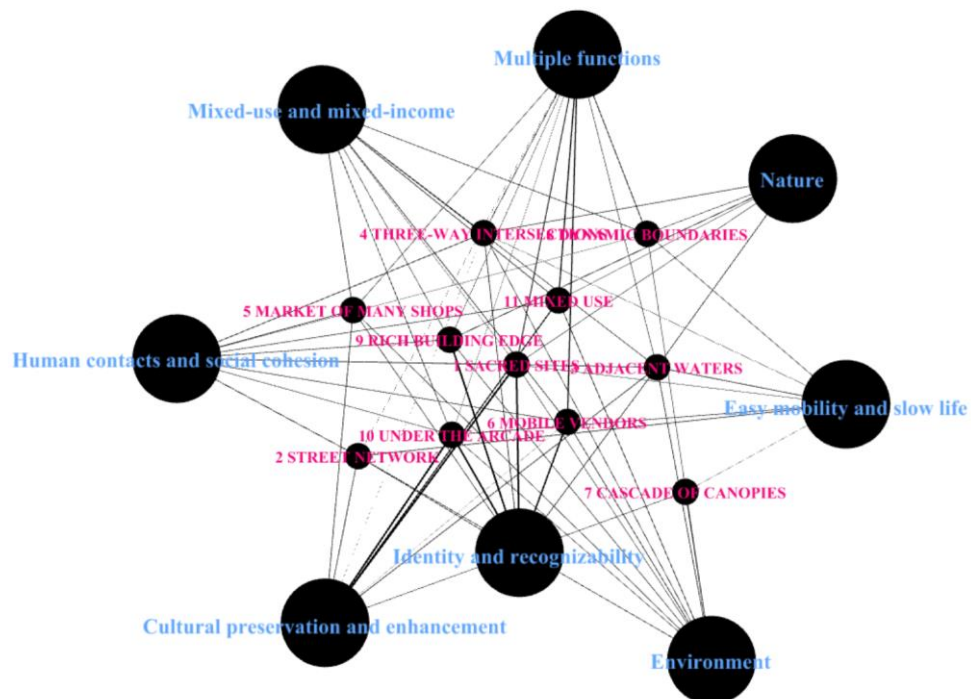 Multiple functions
Mixed-use and mixed-income
Nature
4 THREE-WAY INTERSECTIONS
8 DYNAMIC BOUNDARIES
11 MIXED USE
5 MARKET OF MANY SHOPS
9 RICH BUILDING EDGE
Human contacts and social cohesion
1 SACRED SITES
3 ADJACENT WATERS
Easy mobility and slow life
6 MOBILE VENDORS
10 UNDER THE ARCADE
2 STREET NETWORK
7 CASCADE OF CANOPIES
Identity and recognizability
Cultural preservation and enhancement
Environment